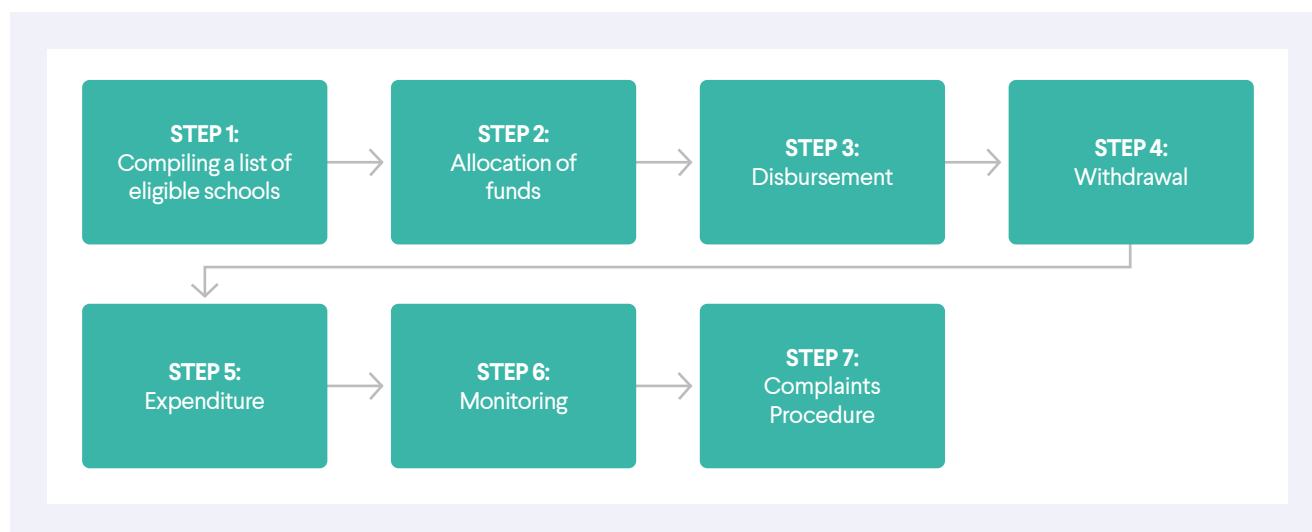 STEP 1:
Compiling a list of
eligible schools
STEP 2:
Allocation of
funds
STEP 3:
Disbursement
STEP 4:
Withdrawal
STEP 5:
Expenditure
STEP 6:
Monitoring
STEP 7:
Complaints
Procedure